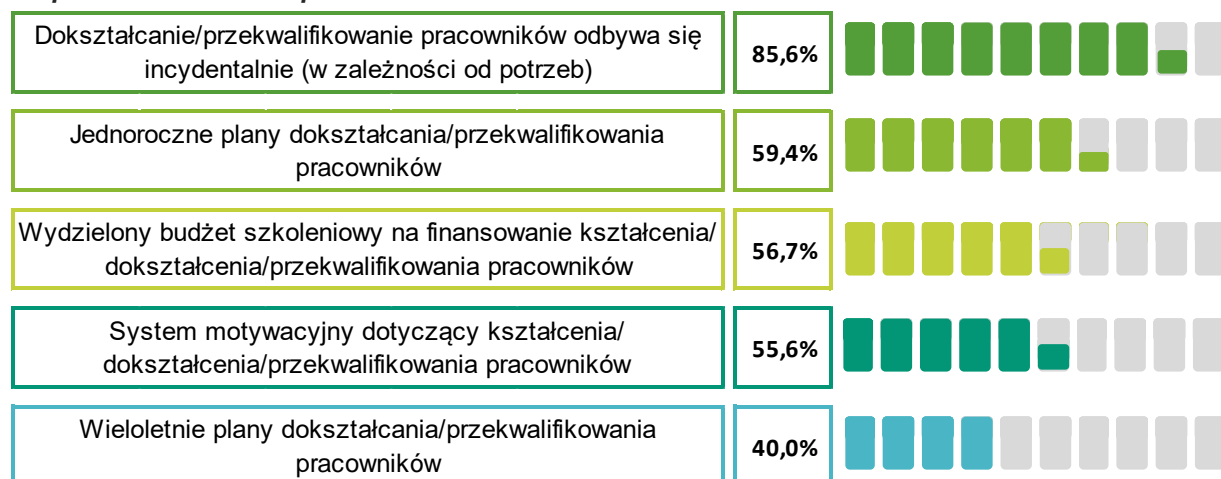 Dokształcanie/przekwalifikowanie pracowników odbywa się
incydentalnie (w zależności od potrzeb)
85,6%
Jednoroczne plany dokształcania/przekwalifikowania
pracowników
59,4%
Wydzielony budżet szkoleniowy na finansowanie kształcenia/
dokształcenia/przekwalifikowania pracowników
56,7%
System motywacyjny dotyczący kształcenia/
dokształcenia/przekwalifikowania pracowników
55,6%
Wieloletnie plany dokształcania/przekwalifikowania
pracowników
40,0%